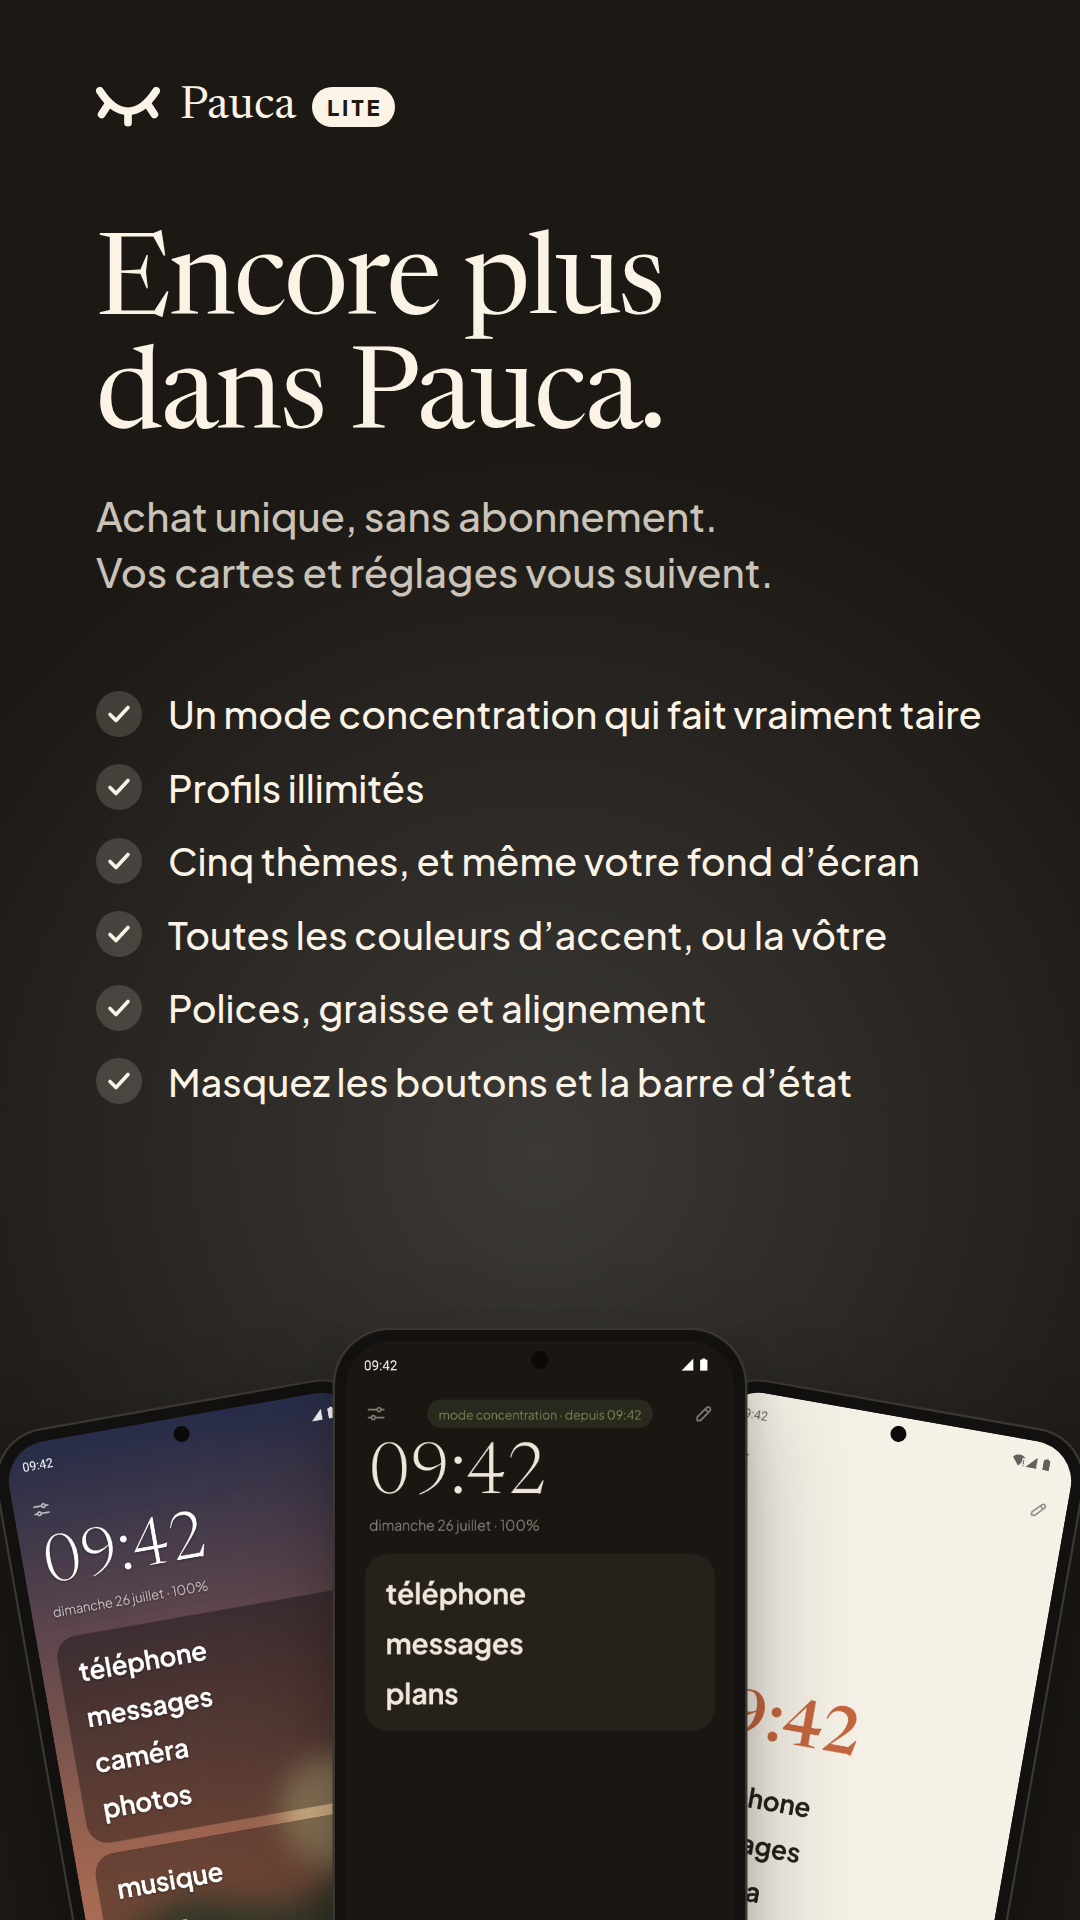 Pauca LITE
Encore plus
dans Pauca.
Achat unique, sans abonnement.
Vos cartes et réglages vous suivent.
Un mode concentration qui fait vraiment taire
Profils illimités
Cinq thèmes, et même votre fond d’écran
Toutes les couleurs d’accent, ou la vôtre
Polices, graisse et alignement
Masquez les boutons et la barre d’état
09:42
09:42
dimanche 26 juillet · 100%
téléphone
messages
caméra
photos
musique
09:42
mode concentration · depuis 09:42
09:42
dimanche 26 juillet · 100%
téléphone
messages
plans
9:42
9:42
hone
ages
a